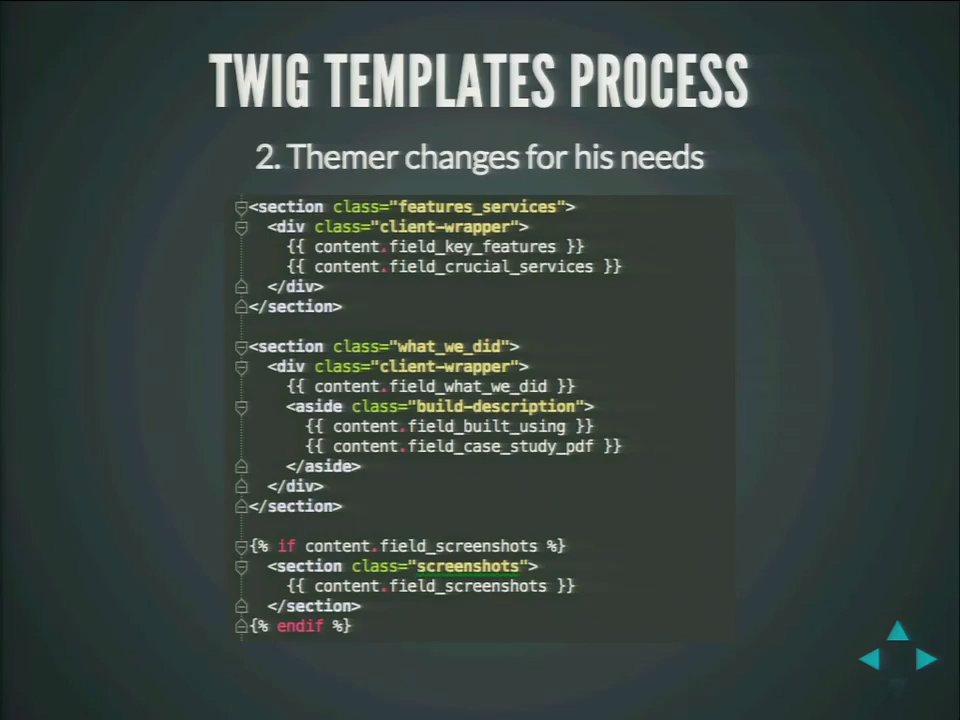 TWIG TEMPLATES PROCESS
2. Themer changes for his needs
<section class="features_services">
<div class="client-wrapper">
{{ content.field_key_features }}
{{ content.field_crucial_services }}
</div>
</section>
<section class="what_we_did">
<div class="client-wrapper">
{{ content.field_what_we_did }}
<aside class="build-description">
{{ content.field_built_using }}
{{ content.field_case_study_pdf }}
</aside>
</div>
</section>
{% if content.field_screenshots %}
<section class="screenshots">
{{ content.field_screenshots }}
</section>
{% endif %}